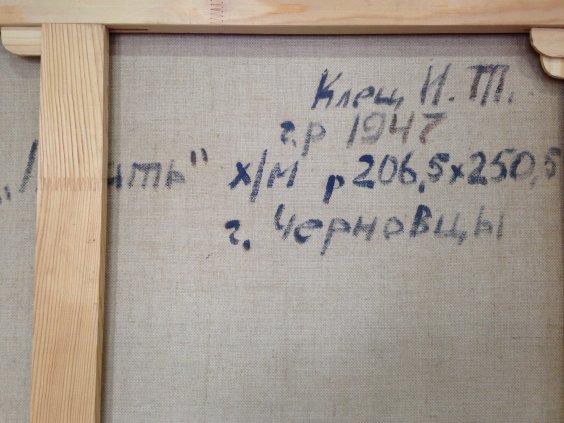 Клещ И. Т.
г.р 1947
х/м р 206,5х250,5
г. Черновцы